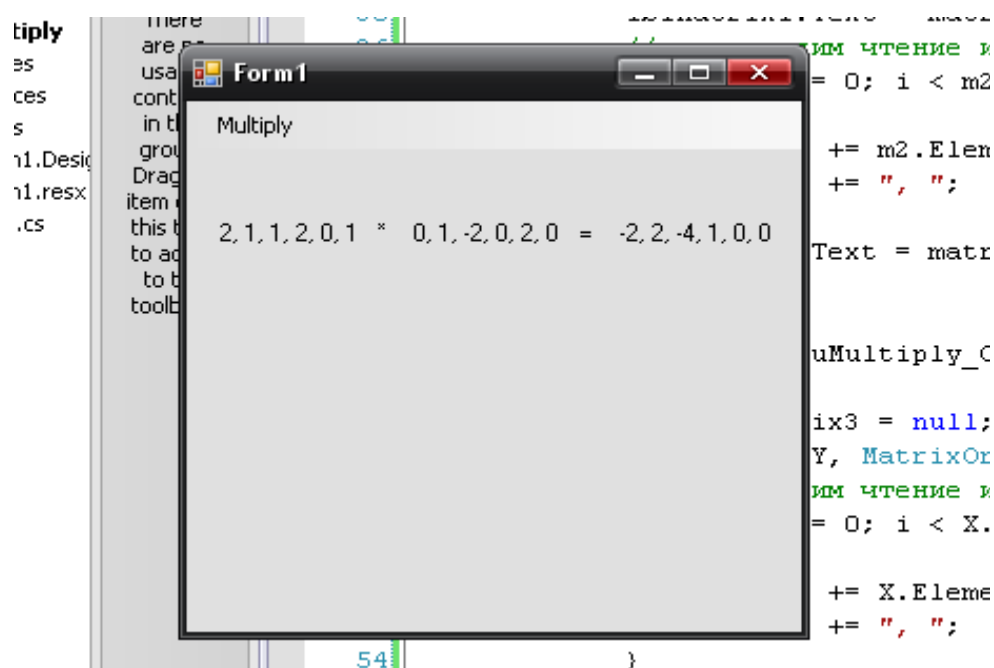 tiply
es
ces
s
n1.Desig
n1.resx
.cs
There
are no
usa
cont
in th
grou
Drag
item
this t
to ad
to t
toolb
Form1
Multiply
2, 1, 1, 2, 0, 1 * 0, 1, -2, 0, 2, 0 = -2, 2, -4, 1, 0, 0
им чтение и
= 0; i < m2
+= m2.Elem
+= ", ";
Text = matr
uMultiply_C
ix3 = null;
Y, MatrixOr
им чтение и
= 0; i < X.
+= X.Eleme
+= ", ";
54 }